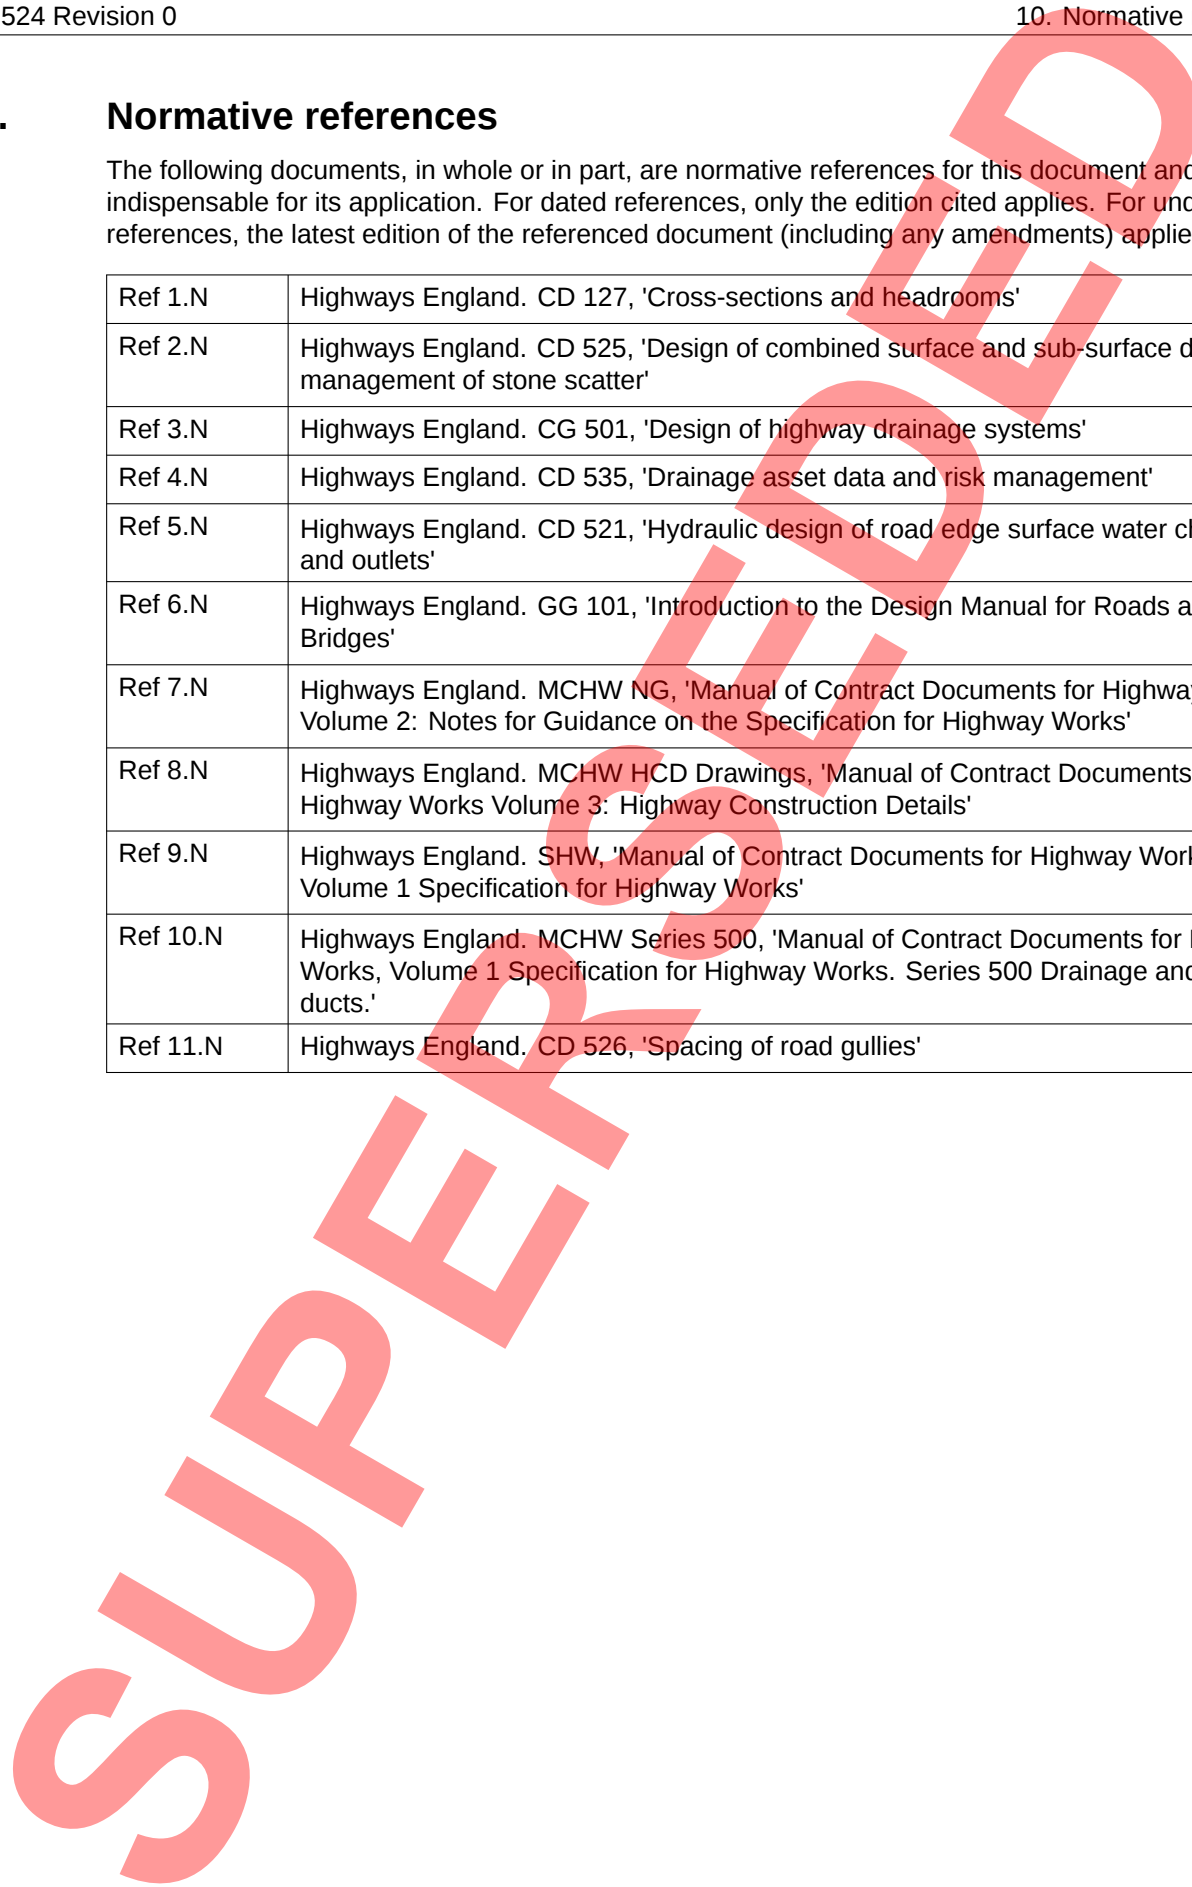 524 Revision 0
10. Normative
. Normative references
The following documents, in whole or in part, are normative references for this document and
indispensable for its application. For dated references, only the edition cited applies. For
references, the latest edition of the referenced document (including any amendments)
Ref 1.N Highways England. CD 127, 'Cross-sections and headrooms'
Ref 2.N Highways England. CD 525, 'Design of combined surface and sub-surface
management of stone scatter'
Ref 3.N Highways England. CG 501, 'Design of highway drainage systems'
Ref 4.N Highways England. CD 535, 'Drainage asset data and risk management'
Ref 5.N Highways England. CD 521, 'Hydraulic design of road edge surface water
and outlets'
Ref 6.N Highways England. GG 101, 'Introduction to the Design Manual for Roads
Bridges'
Ref 7.N Highways England. MCHW NG, 'Manual of Contract Documents for
Volume 2: Notes for Guidance on the Specification for Highway Works'
Ref 8.N Highways England. MCHW HCD Drawings, 'Manual of Contract Documents
Highway Works Volume 3: Highway Construction Details'
Ref 9.N Highways England. SHW, 'Manual of Contract Documents for Highway
Volume 1 Specification for Highway Works'
Ref 10.N Highways England. MCHW Series 500, 'Manual of Contract Documents for
Works, Volume 1 Specification for Highway Works. Series 500 Drainage and
ducts.'
Ref 11.N Highways England. CD 526, 'Spacing of road gullies'
SUPERSEDED